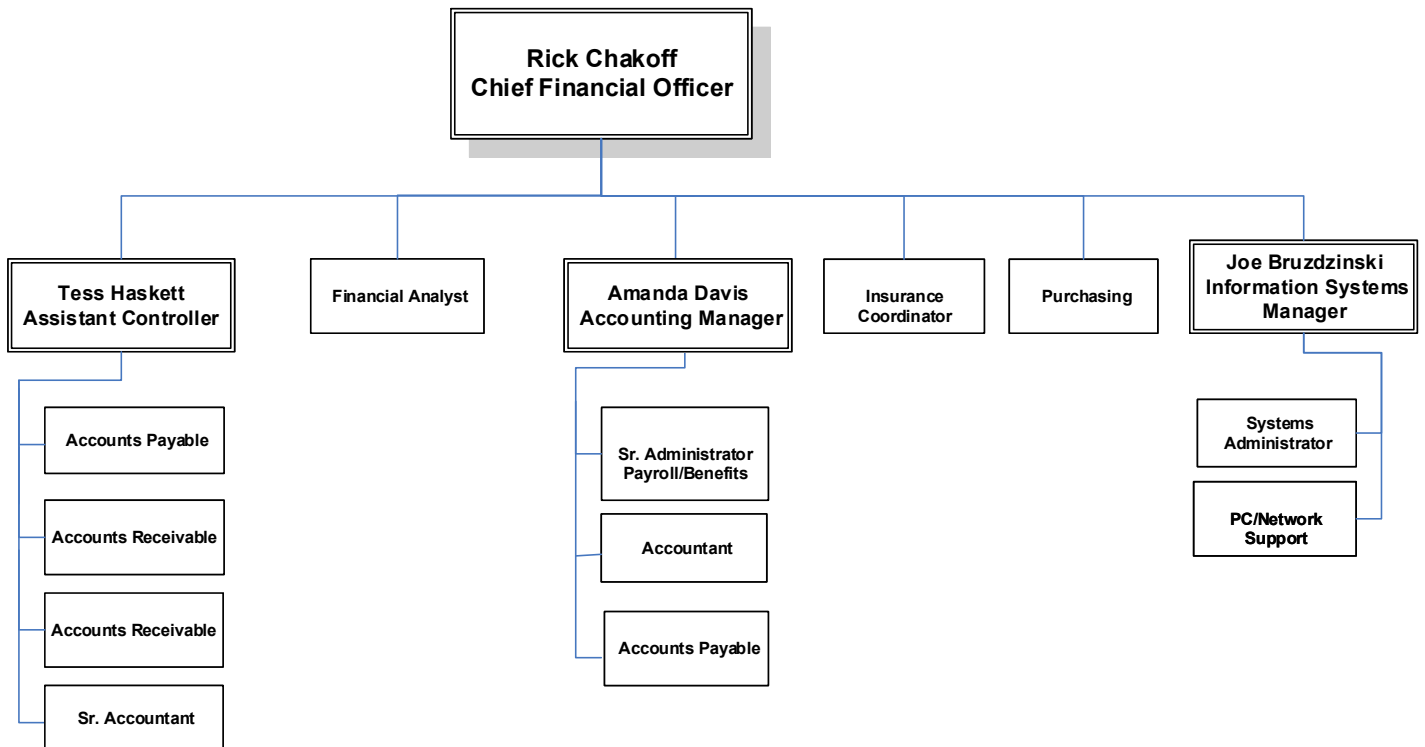 Rick Chakoff
Chief Financial Officer
Tess Haskett
Assistant Controller
Financial Analyst
Amanda Davis
Accounting Manager
Insurance
Coordinator
Purchasing
Joe Bruzdzinski
Information Systems
Manager
Accounts Payable
Accounts Receivable
Accounts Receivable
Sr. Accountant
Sr. Administrator
Payroll/Benefits
Accountant
Accounts Payable
Systems
Administrator
PC/Network
Support